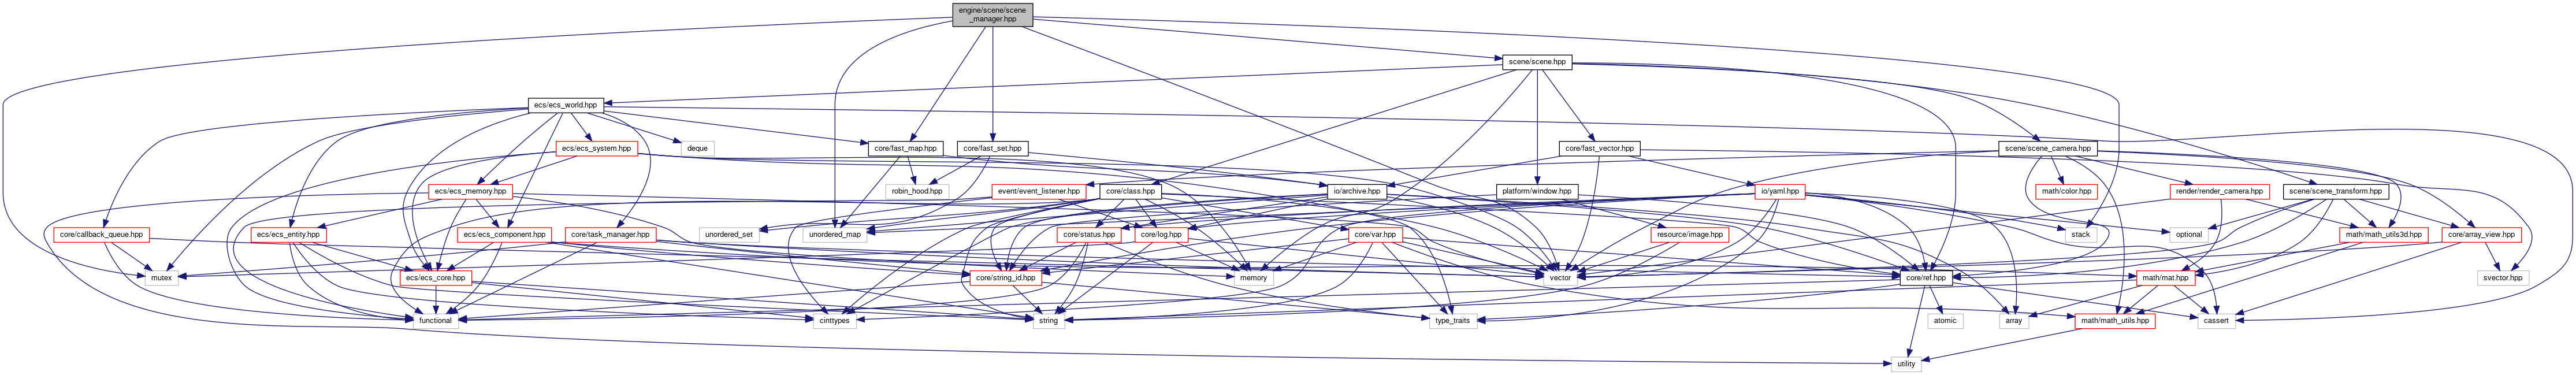 engine/scene/scene
_manager.hpp
scene/scene.hpp
ecs/ecs_world.hpp
ecs/ecs_system.hpp
deque
core/fast_map.hpp
core/fast_set.hpp
core/fast_vector.hpp
scene/scene_camera.hpp
ecs/ecs_memory.hpp
robin_hood.hpp
event/event_listener.hpp
core/class.hpp
io/archive.hpp
platform/window.hpp
io/yaml.hpp
math/color.hpp
render/render_camera.hpp
scene/scene_transform.hpp
core/callback_queue.hpp
ecs/ecs_entity.hpp
ecs/ecs_component.hpp
core/task_manager.hpp
unordered_set
unordered_map
core/status.hpp
core/log.hpp
core/var.hpp
resource/image.hpp
stack
optional
math/math_utils3d.hpp
core/array_view.hpp
mutex
ecs/ecs_core.hpp
core/string_id.hpp
memory
vector
core/ref.hpp
math/mat.hpp
svector.hpp
functional
cinttypes
string
type_traits
atomic
array
math/math_utils.hpp
cassert
utility